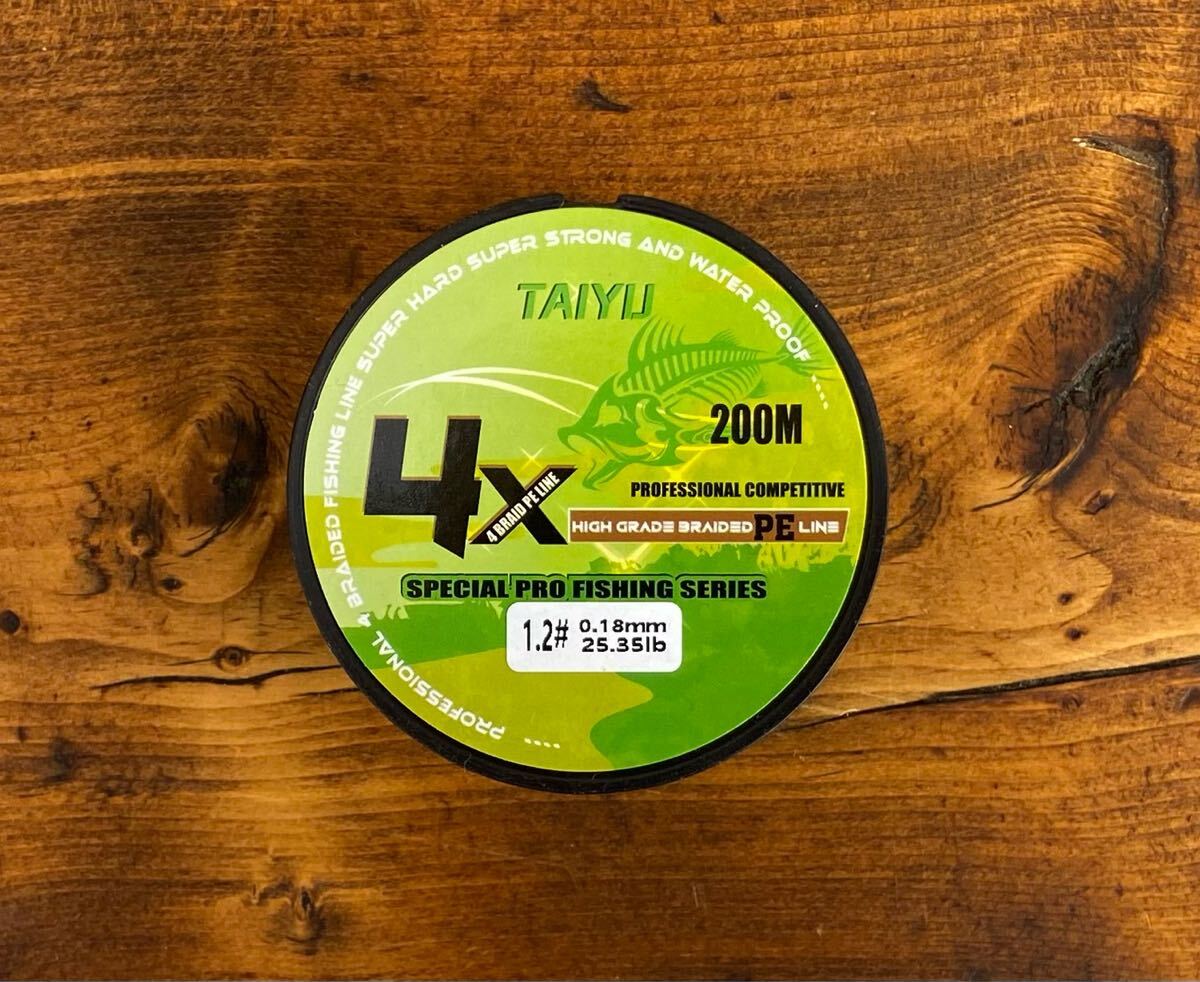 PROFESSIONAL 4 BRAIDED FISHING LINE SUPER HARD SUPER STRONG AND WATER PROOF .....
TAIYU
4X
4 BRAID PE LINE
200M
PROFESSIONAL COMPETITIVE
HIGH GRADE BRAIDED PE LINE
SPECIAL PRO FISHING SERIES
1.2# 0.18mm
25.35lb